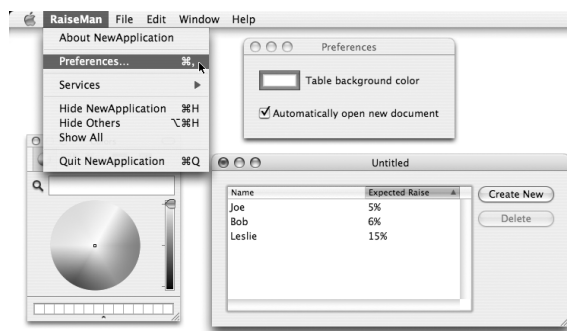 RaiseMan File Edit Window Help
About NewApplication
Preferences... ⌘,
Services
Hide NewApplication ⌘H
Hide Others ⌥⌘H
Show All
Quit NewApplication ⌘Q
Preferences
Table background color
Automatically open new document
Untitled
Name Expected Raise
Joe 5%
Bob 6%
Leslie 15%
Create New
Delete